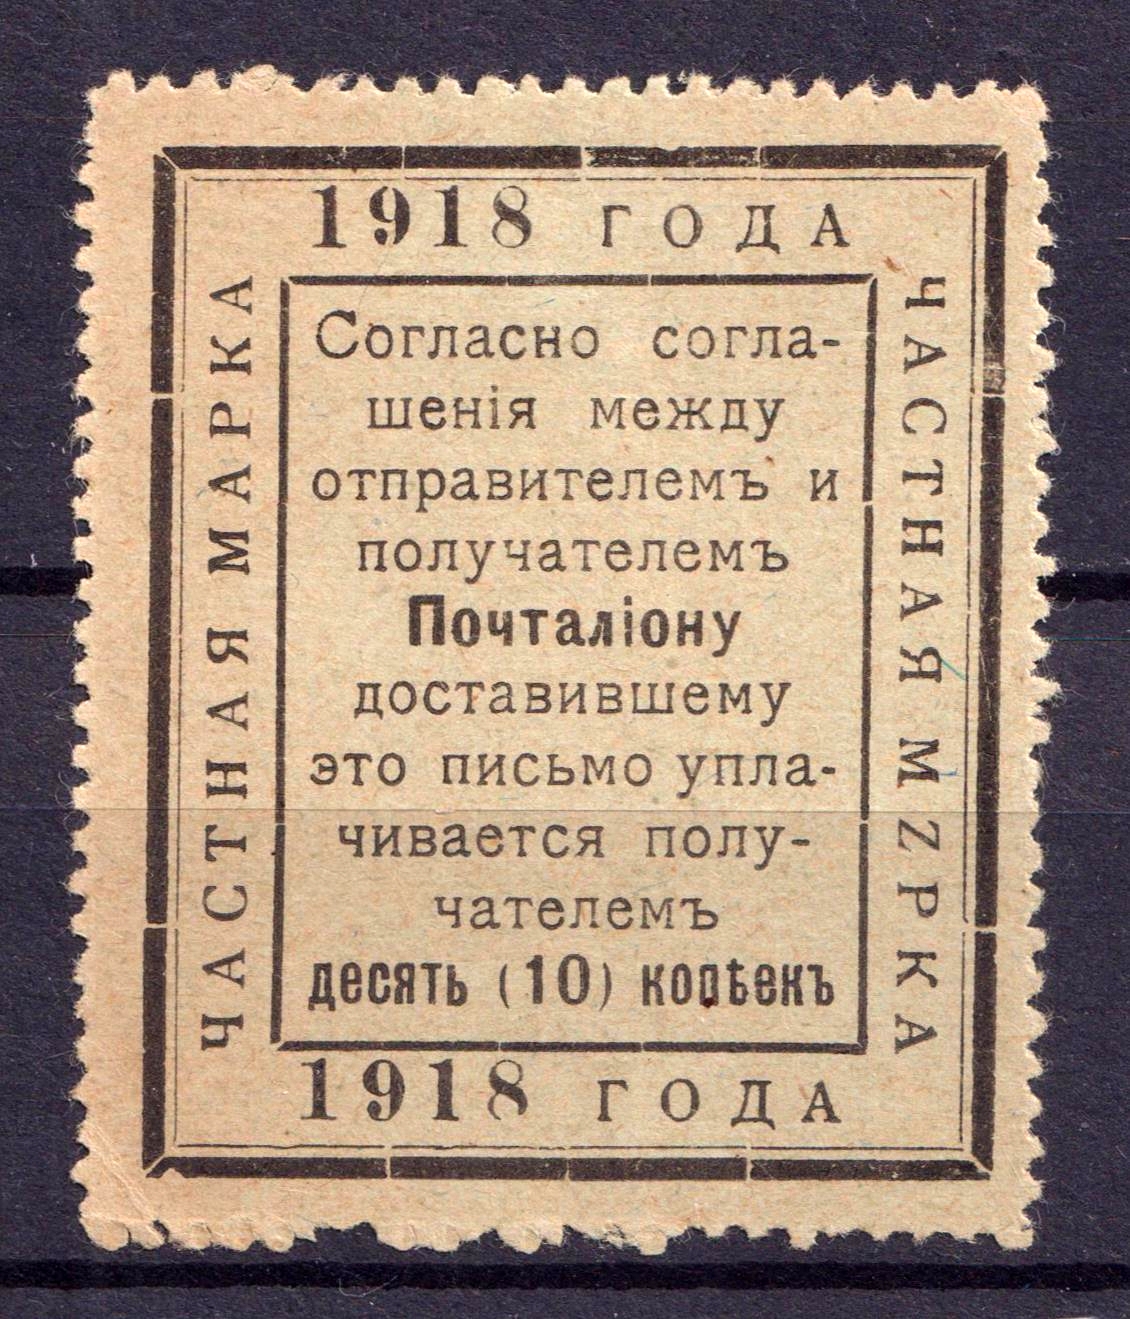 1918 ГОДА
ЧАСТНАЯ МАРКА
Согласно согла-
шенія между
отправителемъ и
получателемъ
Почталіону
доставившему
это письмо упла-
чивается полу-
чателемъ
десять (10) копѣекъ
ЧАСТНАЯ МZРКА
1918 ГОДА